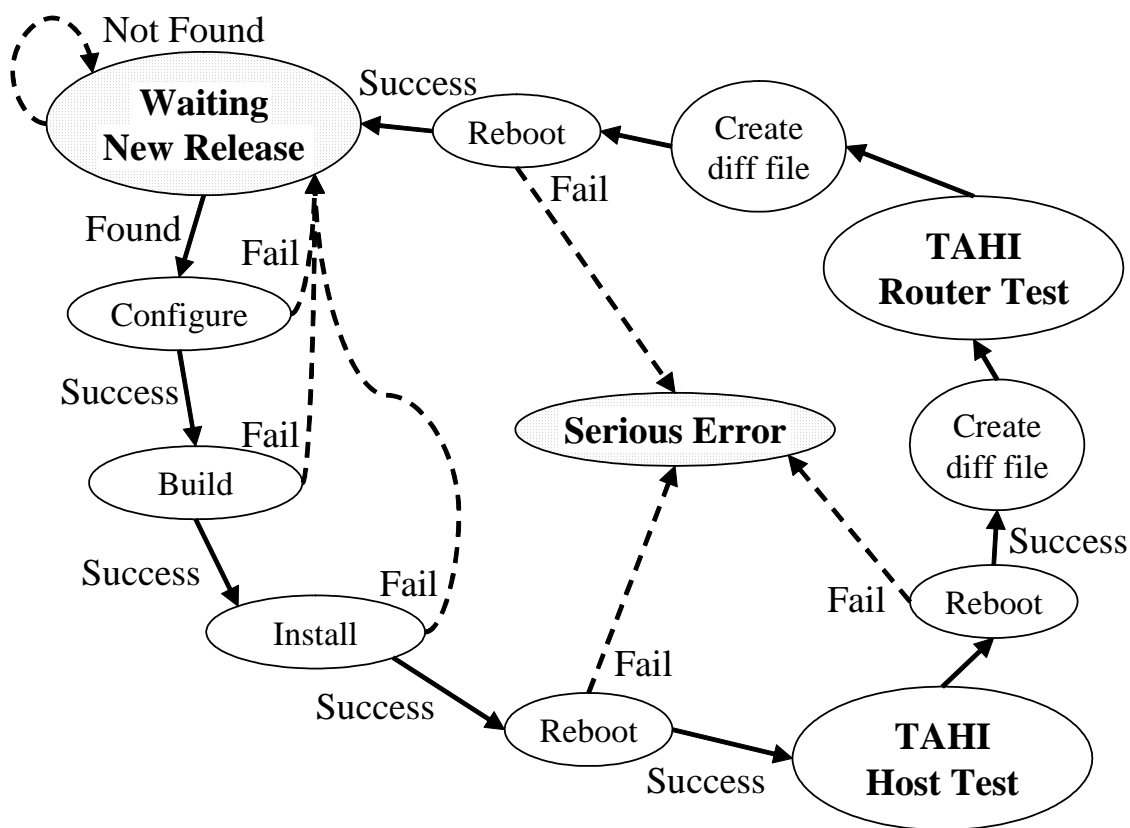 Not Found
Waiting
New Release
Success
Reboot
Create
diff file
Fail
Found
Fail
TAHI
Router Test
Configure
Success
Fail
Serious Error
Create
diff file
Build
Success
Success
Fail
Fail
Reboot
Install
Fail
Success
Reboot
TAHI
Host Test
Success